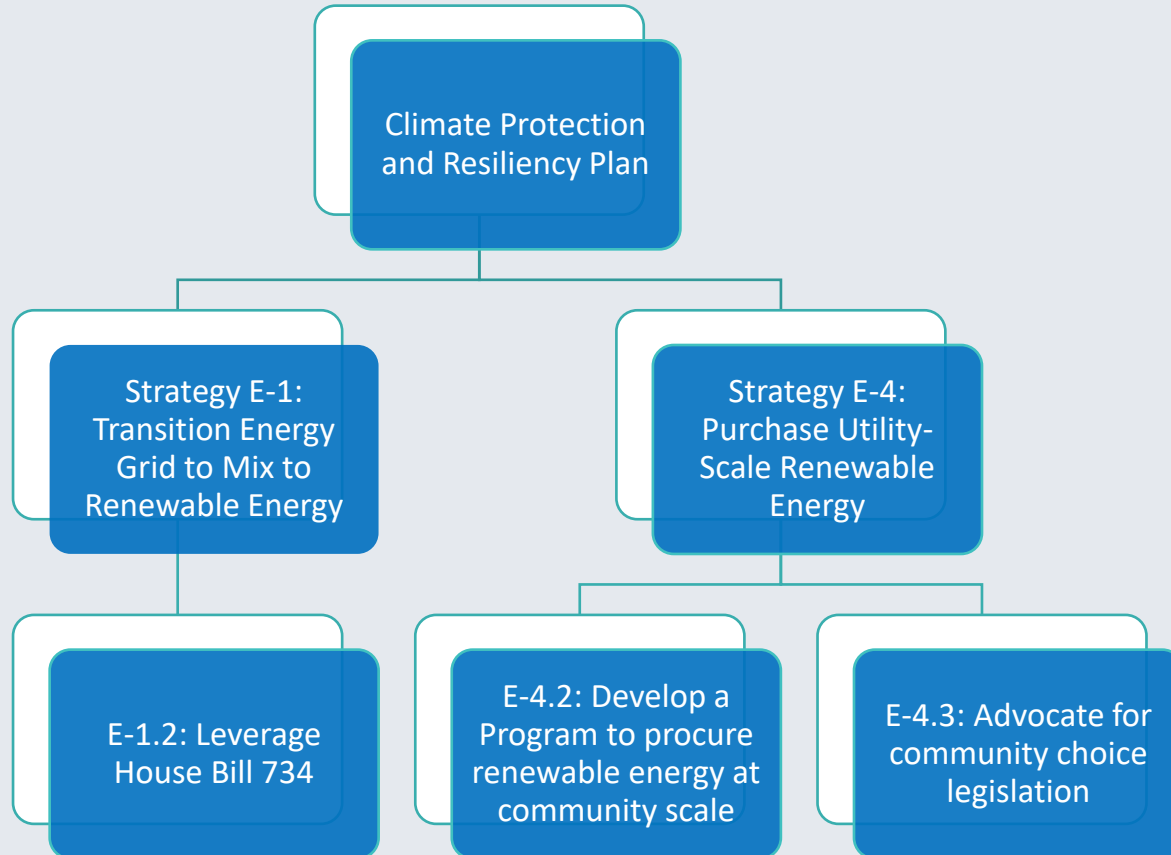 Climate Protection
and Resiliency Plan
Strategy E-1:
Transition Energy
Grid to Mix to
Renewable Energy
Strategy E-4:
Purchase Utility-
Scale Renewable
Energy
E-1.2: Leverage
House Bill 734
E-4.2: Develop a
Program to procure
renewable energy at
community scale
E-4.3: Advocate for
community choice
legislation